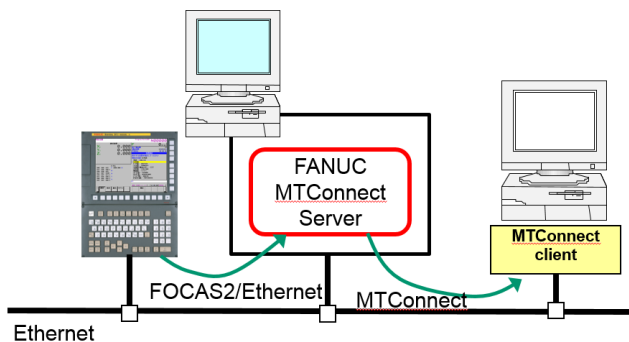 FANUC
MTConnect
Server
MTConnect
client
FOCAS2/Ethernet
MTConnect
Ethernet